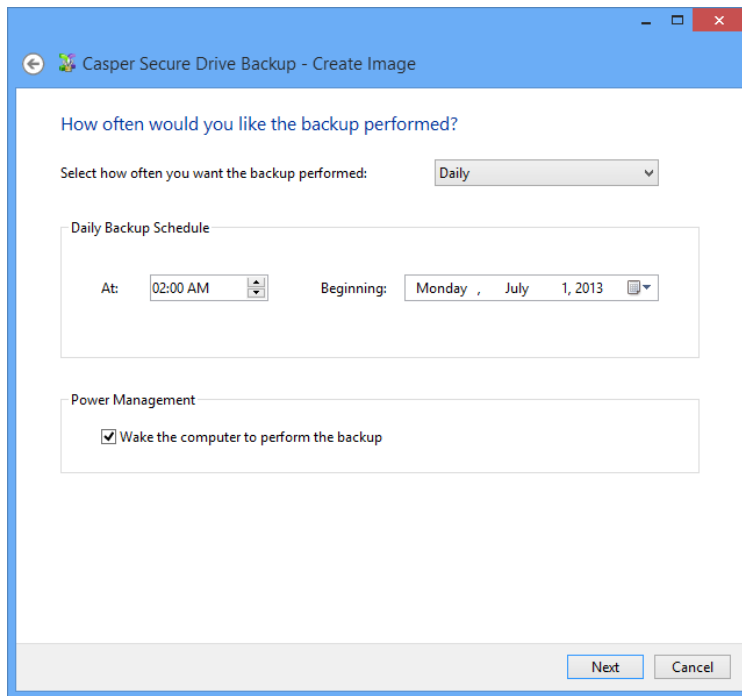 Casper Secure Drive Backup - Create Image
How often would you like the backup performed?
Select how often you want the backup performed: Daily
Daily Backup Schedule
At: 02:00 AM Beginning: Monday , July 1, 2013
Power Management
Wake the computer to perform the backup
Next Cancel